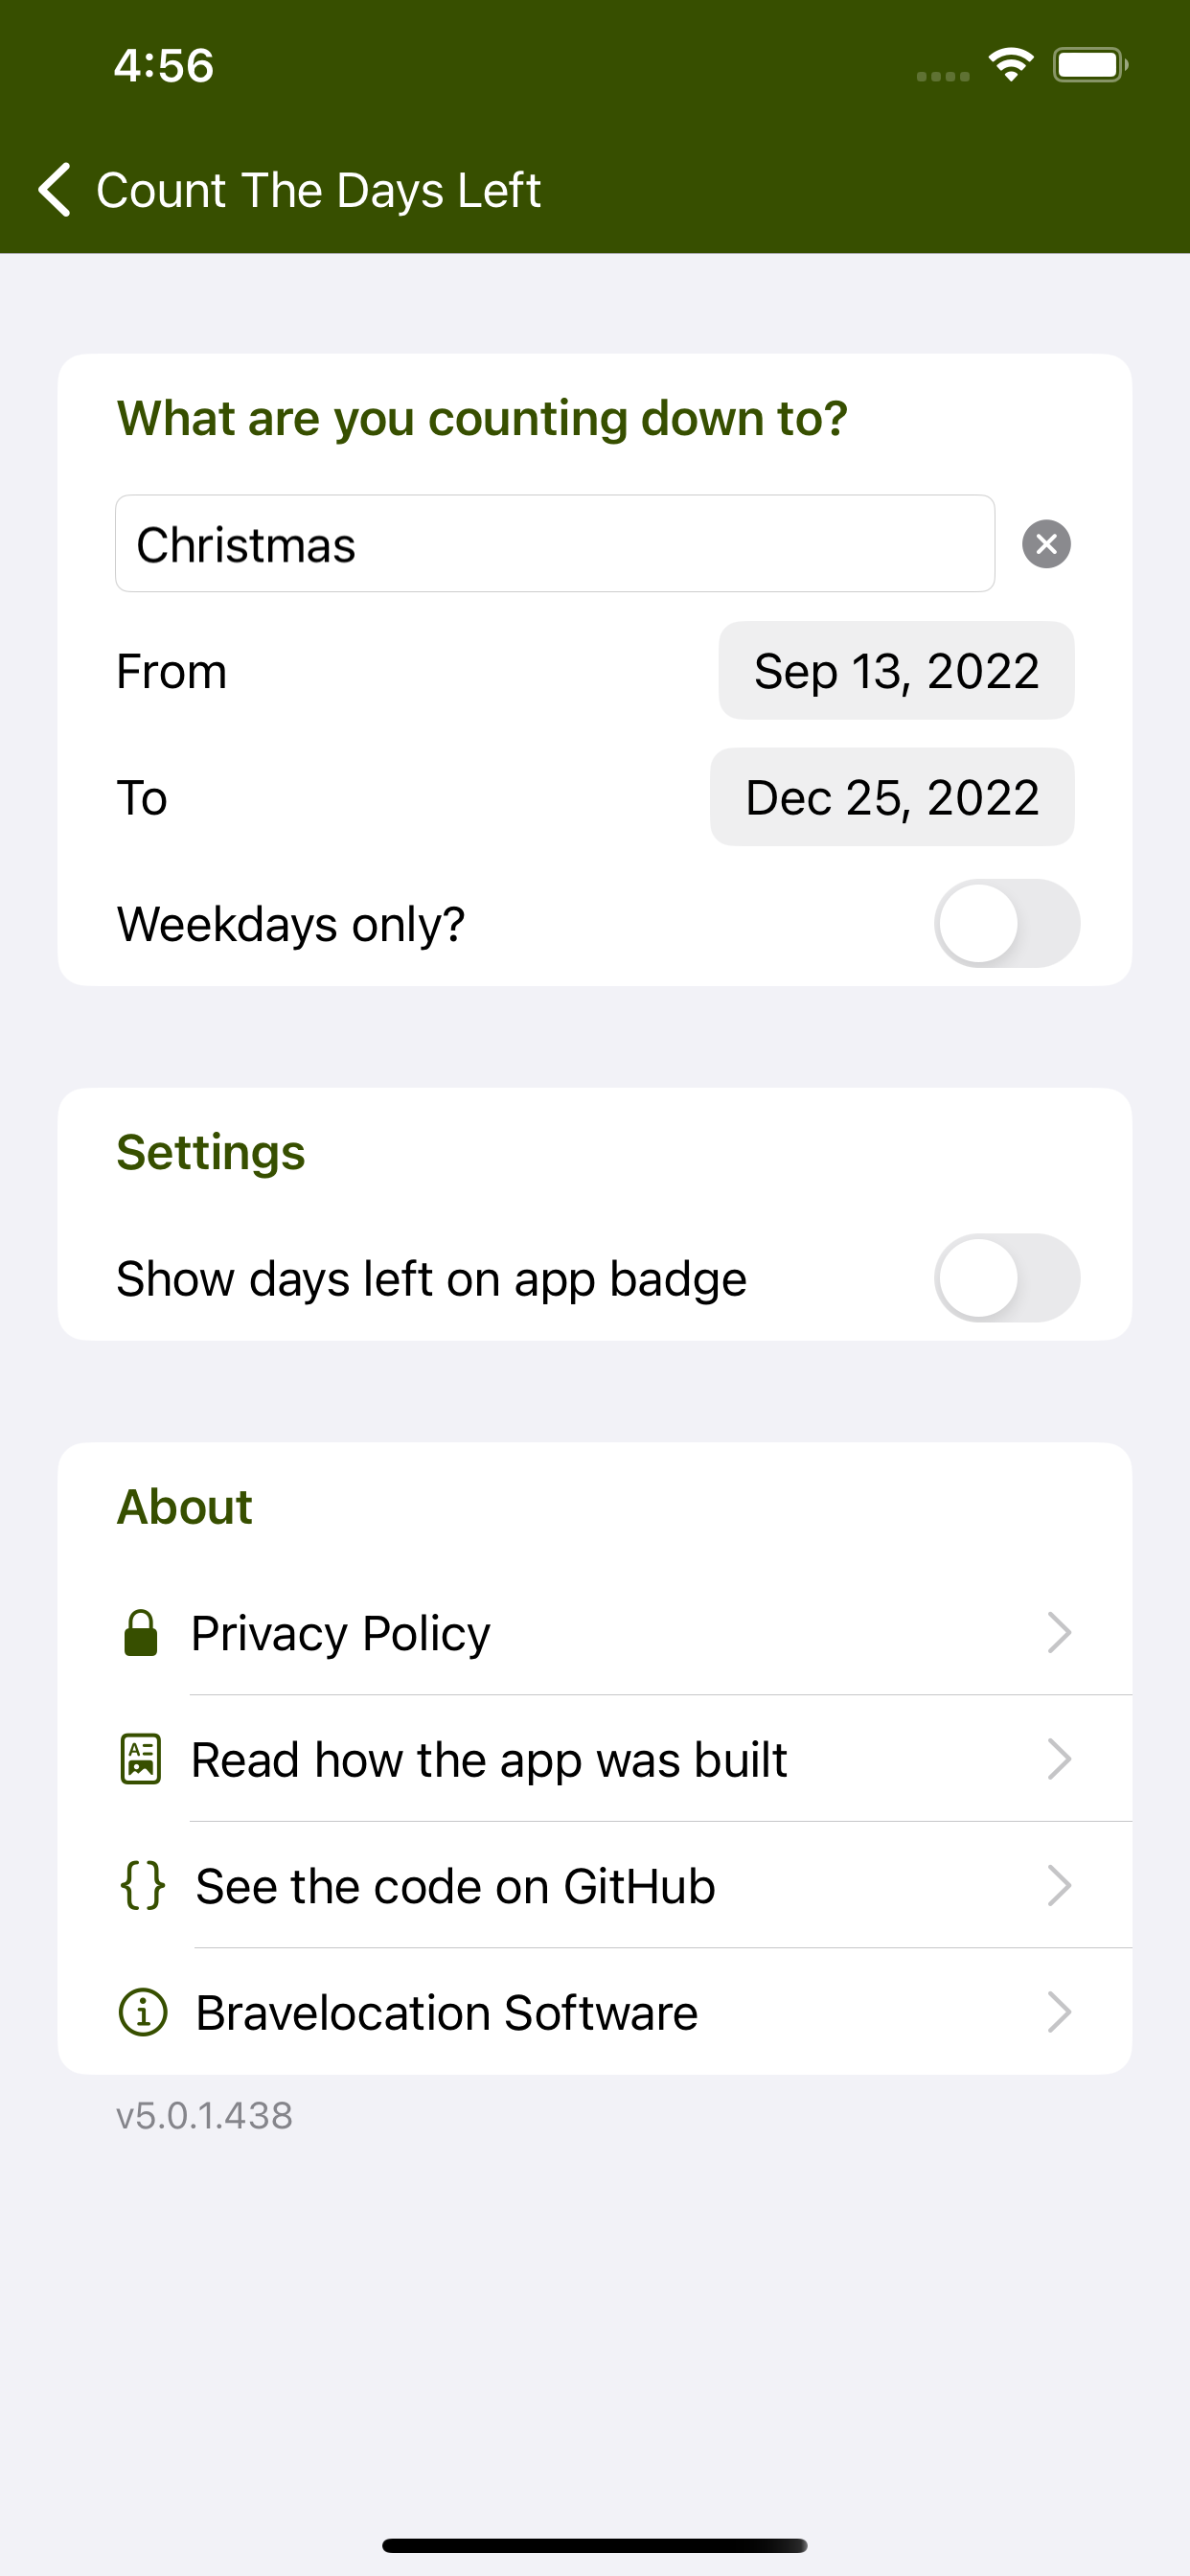 4:56
Count The Days Left
What are you counting down to?
Christmas
From
Sep 13, 2022
To
Dec 25, 2022
Weekdays only?
Settings
Show days left on app badge
About
Privacy Policy
Read how the app was built
See the code on GitHub
Bravelocation Software
v5.0.1.438